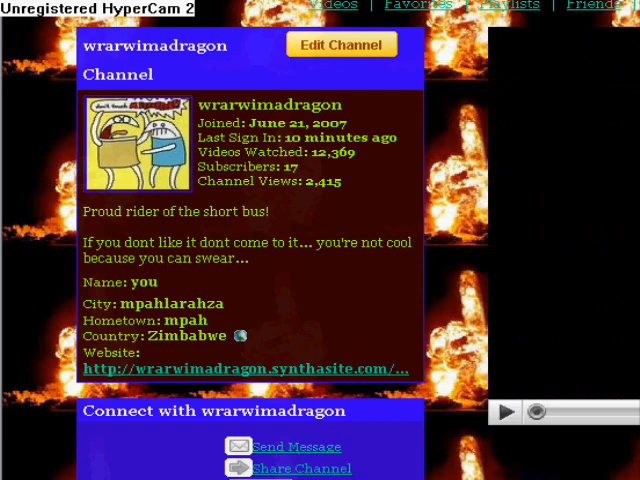 Unregistered HyperCam 2
Videos | Favorites | Playlists | Friends |
wrarwimadragon
Edit Channel
Channel
don't touch
wrarwimadragon
Joined: June 21, 2007
Last Sign In: 10 minutes ago
Videos Watched: 12,369
Subscribers: 17
Channel Views: 2,415
Proud rider of the short bus!
If you dont like it dont come to it... you're not cool
because you can swear...
Name: you
City: mpahlarahza
Hometown: mpah
Country: Zimbabwe
Website:
http://wrarwimadragon.synthasite.com/...
Connect with wrarwimadragon
Send Message
Share Channel